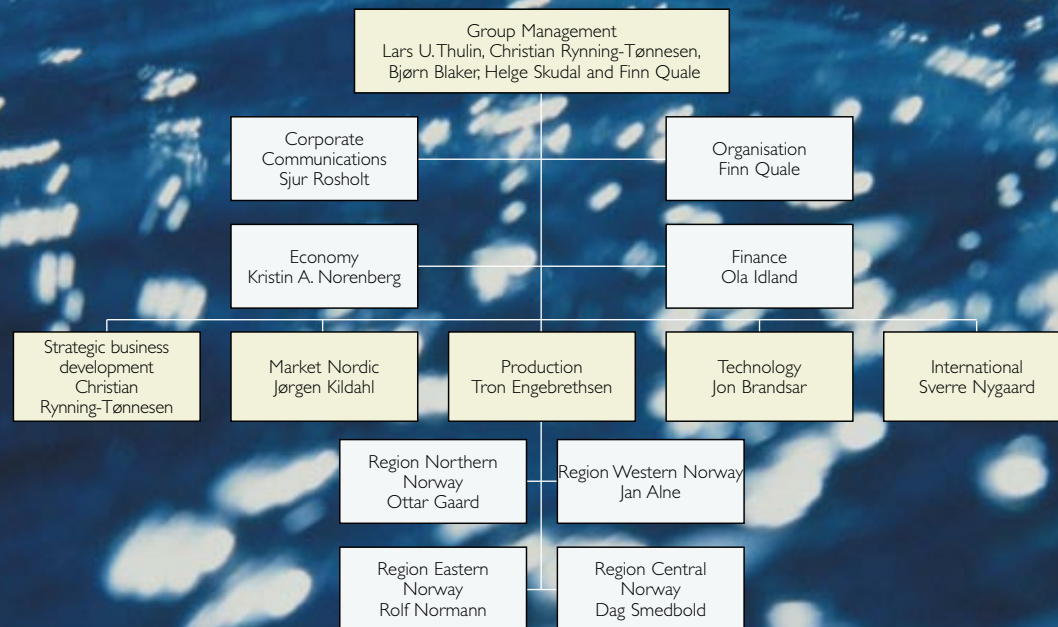 Group Management
Lars U. Thulin, Christian Rynning-Tønnesen,
Bjørn Blaker, Helge Skudal and Finn Quale
Corporate
Communications
Sjur Rosholt
Organisation
Finn Quale
Economy
Kristin A. Norenberg
Finance
Ola Idland
Strategic business
development
Christian
Rynning-Tønnesen
Market Nordic
Jørgen Kildahl
Production
Tron Engebrethsen
Technology
Jon Brandsar
International
Sverre Nygaard
Region Northern
Norway
Ottar Gaard
Region Western Norway
Jan Alne
Region Eastern
Norway
Rolf Normann
Region Central
Norway
Dag Smedbold